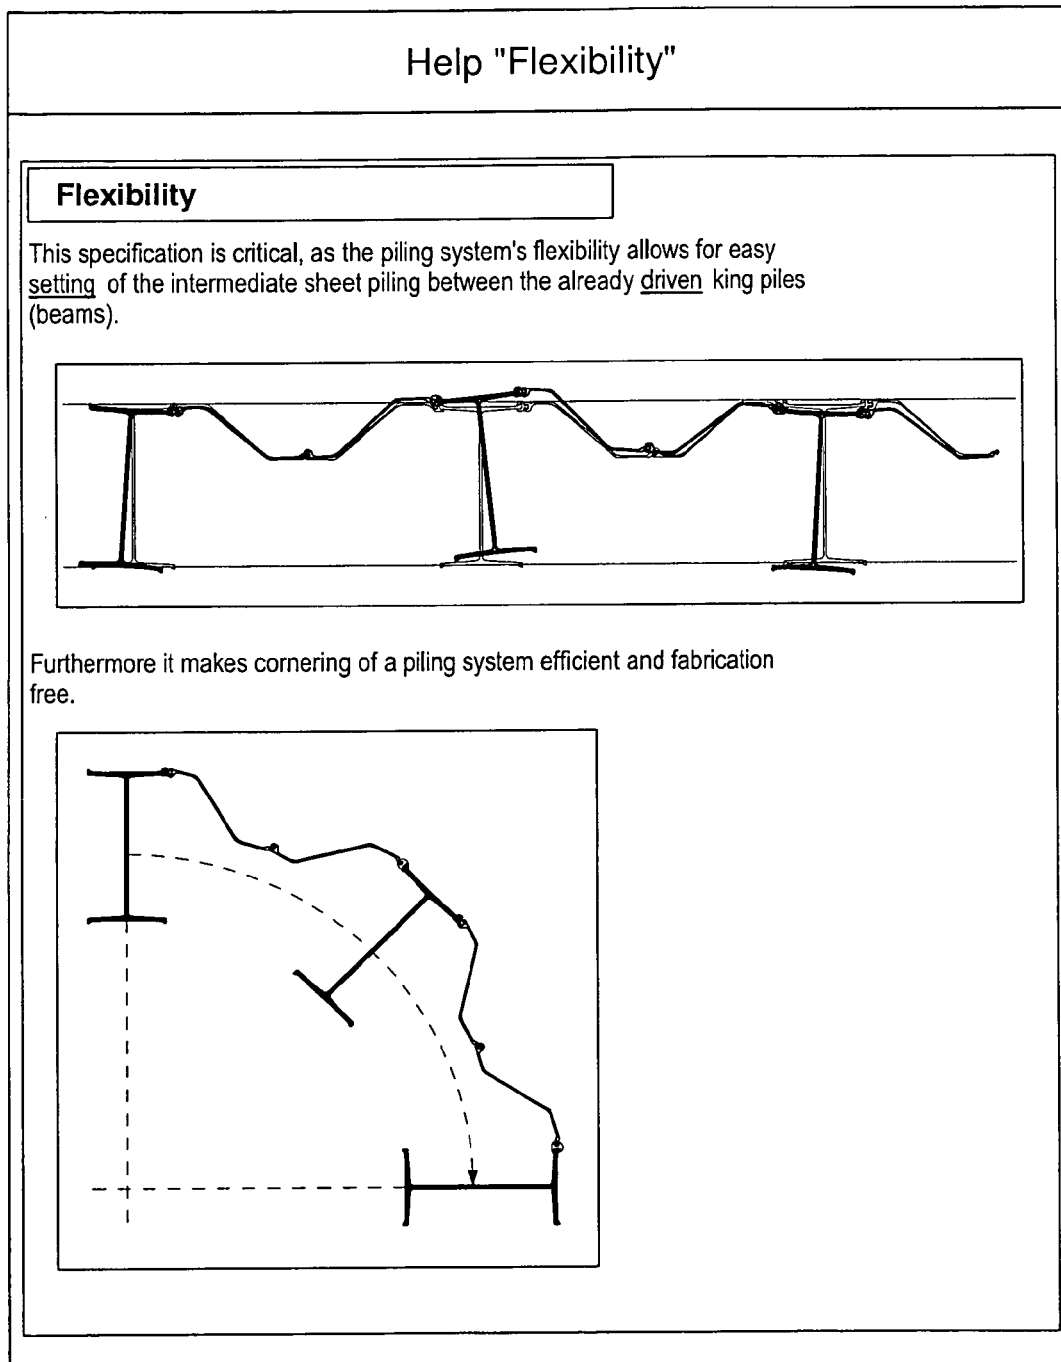 Help "Flexibility"
Flexibility
This specification is critical, as the piling system's flexibility allows for easy
setting of the intermediate sheet piling between the already driven king piles
(beams).
Furthermore it makes cornering of a piling system efficient and fabrication
free.